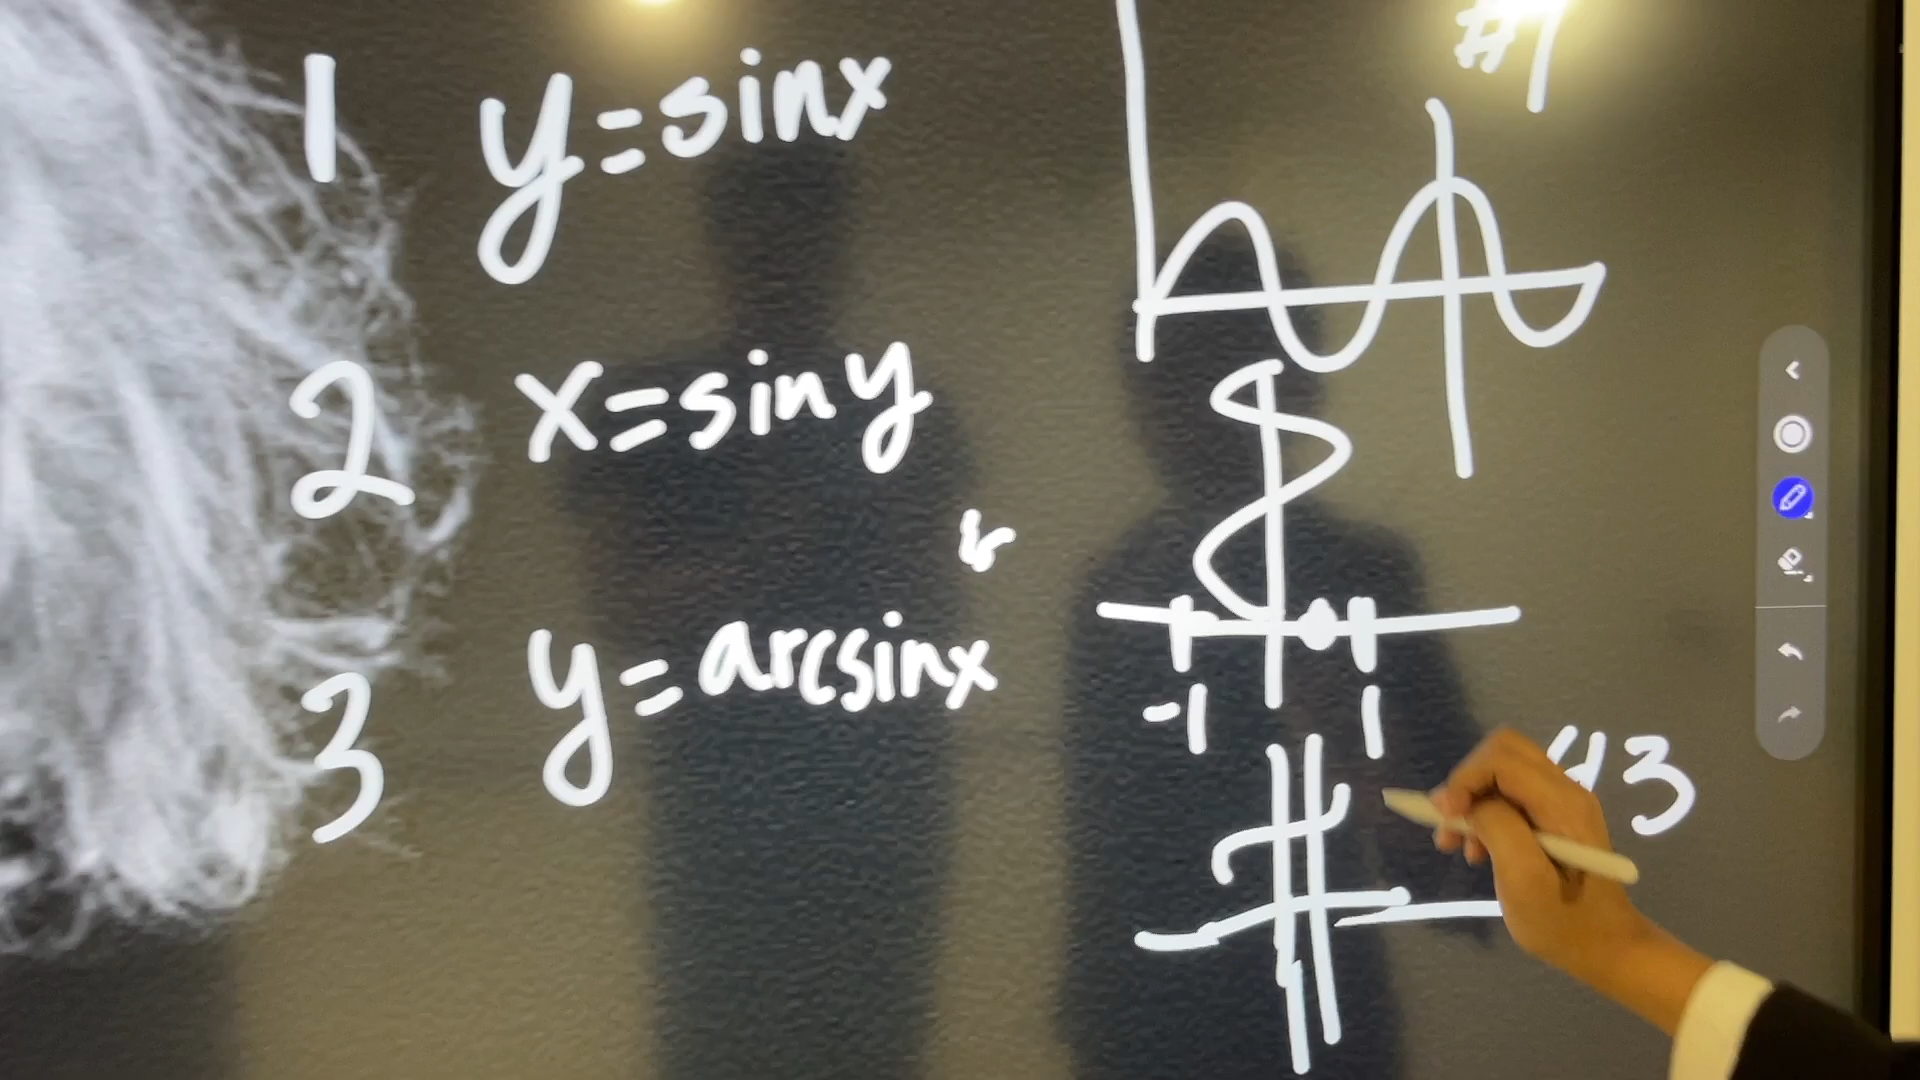 #1
1 y=sinx
2 x=siny
3 y=arcsinx
-1 1
#3